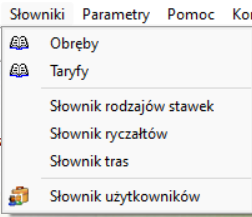 Słowniki Parametry Pomoc
Obręby
Taryfy
Słownik rodzajów stawek
Słownik ryczałtów
Słownik tras
Słownik użytkowników